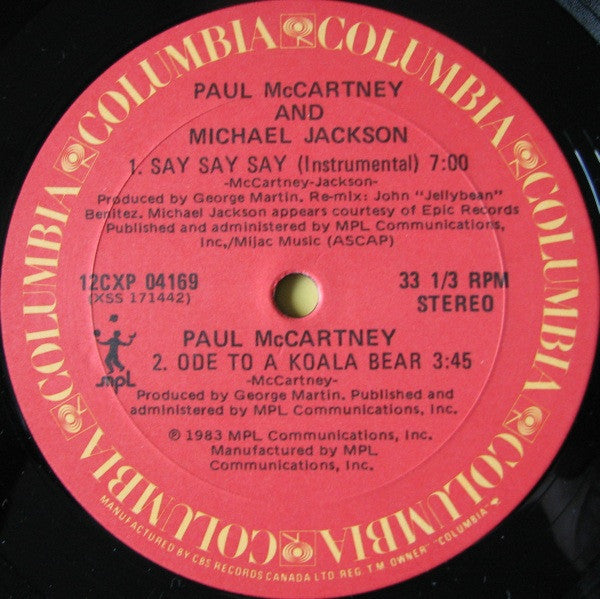 COLUMBIA COLUMBIA COLUMBIA COLUMBIA COLUMBIA COLUMBIA
PAUL McCARTNEY
AND
MICHAEL JACKSON
1. SAY SAY SAY (Instrumental) 7:00
-McCartney-Jackson-
Produced by George Martin. Re-mix: John "Jellybean"
Benitez. Michael Jackson appears courtesy of Epic Records
Published and administered by MPL Communications,
Inc,/Mijac Music (ASCAP)
12CXP 04169
(XSS 171442)
33 1/3 RPM
STEREO
mpL
PAUL McCARTNEY
2. ODE TO A KOALA BEAR 3:45
-McCartney-
Produced by George Martin. Published and
administered by MPL Communications, Inc.
℗ 1983 MPL Communications, Inc.
Manufactured by MPL
Communications, Inc.
MANUFACTURED BY CBS RECORDS CANADA LTD. REG. T.M. OWNER "COLUMBIA"